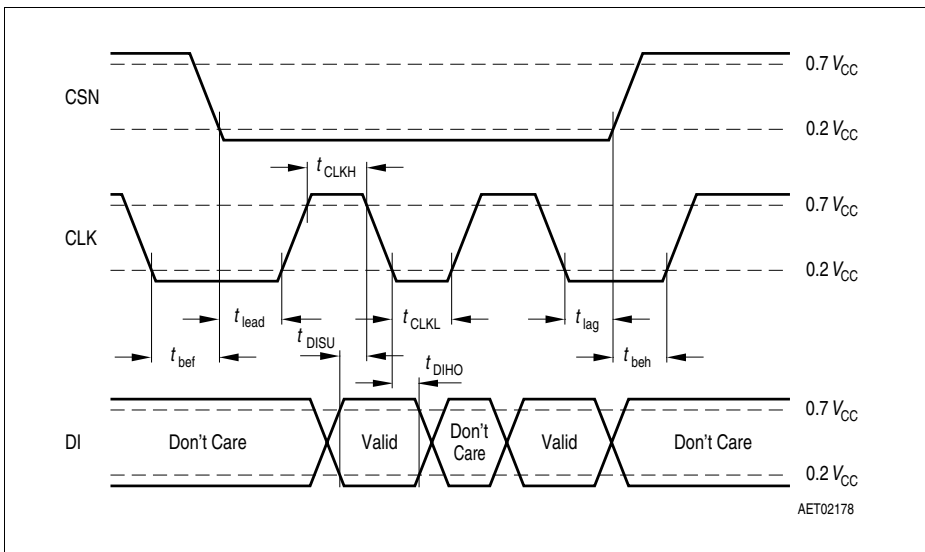 0.7 VCC
CSN
0.2 VCC
tCLKH
0.7 VCC
CLK
0.2 VCC
tlead
tCLKL
tlag
tDISU
tbef
tDIHO
tbeh
0.7 VCC
DI
Don't Care
Valid
Don't
Care
Valid
Don't Care
0.2 VCC
AET02178